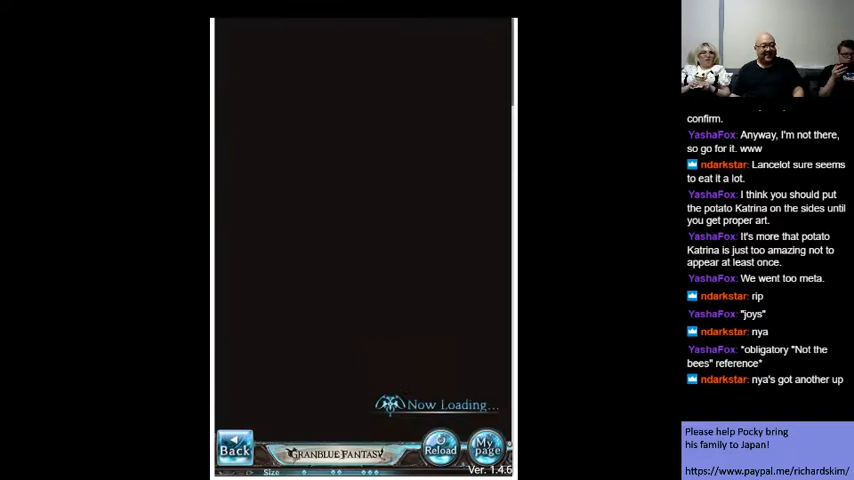 confirm.
YashaFox: Anyway, I'm not there,
so go for it. www
ndarkstar: Lancelot sure seems
to eat it a lot.
YashaFox: I think you should put
the potato Katrina on the sides until
you get proper art.
YashaFox: It's more that potato
Katrina is just too amazing not to
appear at least once.
YashaFox: We went too meta.
ndarkstar: rip
YashaFox: "joys"
ndarkstar: nya
YashaFox: *obligatory "Not the
bees" reference*
ndarkstar: nya's got another up
Now Loading...
Back
GRANBLUE FANTASY
Reload
My
page
Size
Ver. 1.4.6
Please help Pocky bring
his family to Japan!
https://www.paypal.me/richardskim/